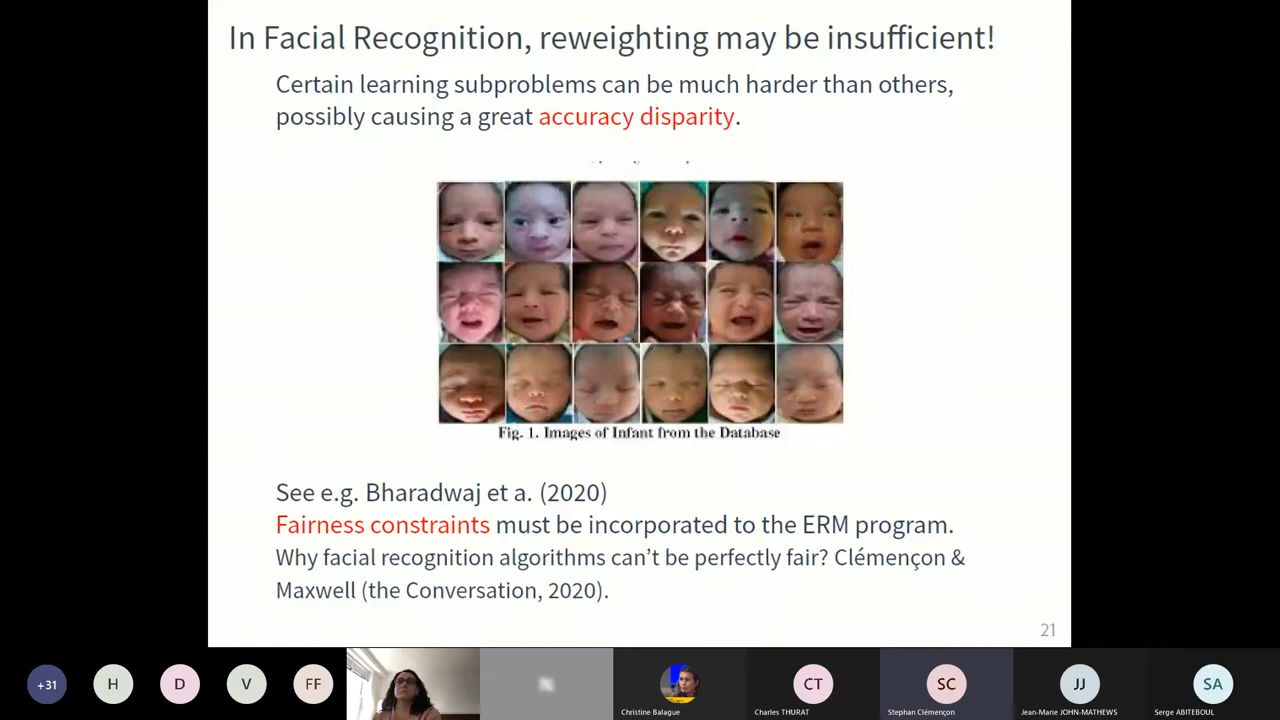 In Facial Recognition, reweighting may be insufficient!
Certain learning subproblems can be much harder than others,
possibly causing a great accuracy disparity.
Fig. 1. Images of Infant from the Database
See e.g. Bharadwaj et a. (2020)
Fairness constraints must be incorporated to the ERM program.
Why facial recognition algorithms can't be perfectly fair? Clémençon &
Maxwell (the Conversation, 2020).
21
+31
H
D
V
FF
CT
SC
JJ
SA
Christine Balague
Charles THURAT
Stephan Clémençon
Jean-Marie JOHN-MATHEWS
Serge ABITEBOUL